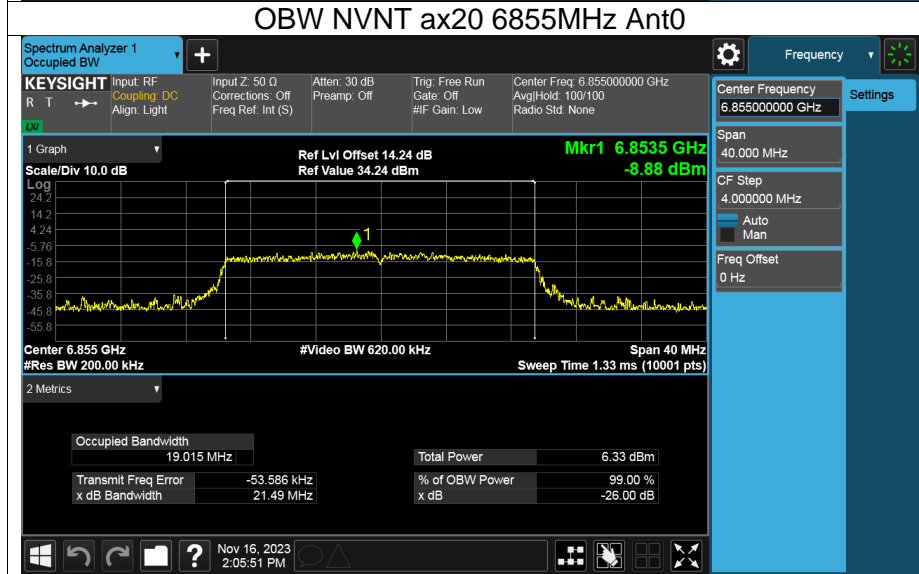 OBW NVNT ax20 6855MHz Ant0
Spectrum Analyzer 1
Occupied BW
+
Frequency
KEYSIGHT
R T
LXI
Input: RF
Coupling: DC
Align: Light
Input Z: 50 Ω
Corrections: Off
Freq Ref: Int (S)
Atten: 30 dB
Preamp: Off
Trig: Free Run
Gate: Off
#IF Gain: Low
Center Freq: 6.855000000 GHz
Avg|Hold: 100/100
Radio Std: None
Center Frequency
6.855000000 GHz
Settings
Span
40.000 MHz
CF Step
4.000000 MHz
Auto
Man
Freq Offset
0 Hz
1 Graph
Scale/Div 10.0 dB
Ref Lvl Offset 14.24 dB
Ref Value 34.24 dBm
Mkr1 6.8535 GHz
-8.88 dBm
Log
24.2
14.2
4.24
-5.76
-15.8
-25.8
-35.8
-45.8
-55.8
1
Center 6.855 GHz
#Res BW 200.00 kHz
#Video BW 620.00 kHz
Span 40 MHz
Sweep Time 1.33 ms (10001 pts)
2 Metrics
Occupied Bandwidth
19.015 MHz
Total Power 6.33 dBm
Transmit Freq Error -53.586 kHz
% of OBW Power 99.00 %
x dB Bandwidth 21.49 MHz
x dB -26.00 dB
?
Nov 16, 2023
2:05:51 PM